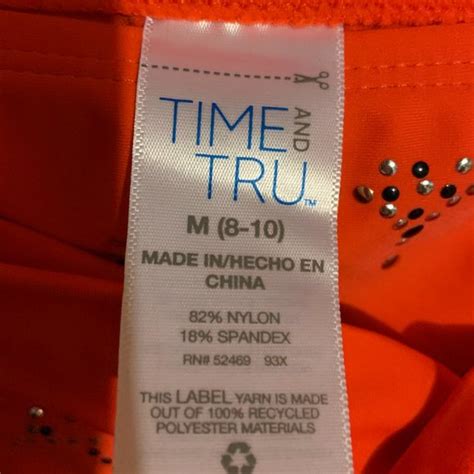 TIME AND
TRU™
M (8-10)
MADE IN/HECHO EN
CHINA
82% NYLON
18% SPANDEX
RN# 52469 93X
THIS LABEL YARN IS MADE
OUT OF 100% RECYCLED
POLYESTER MATERIALS